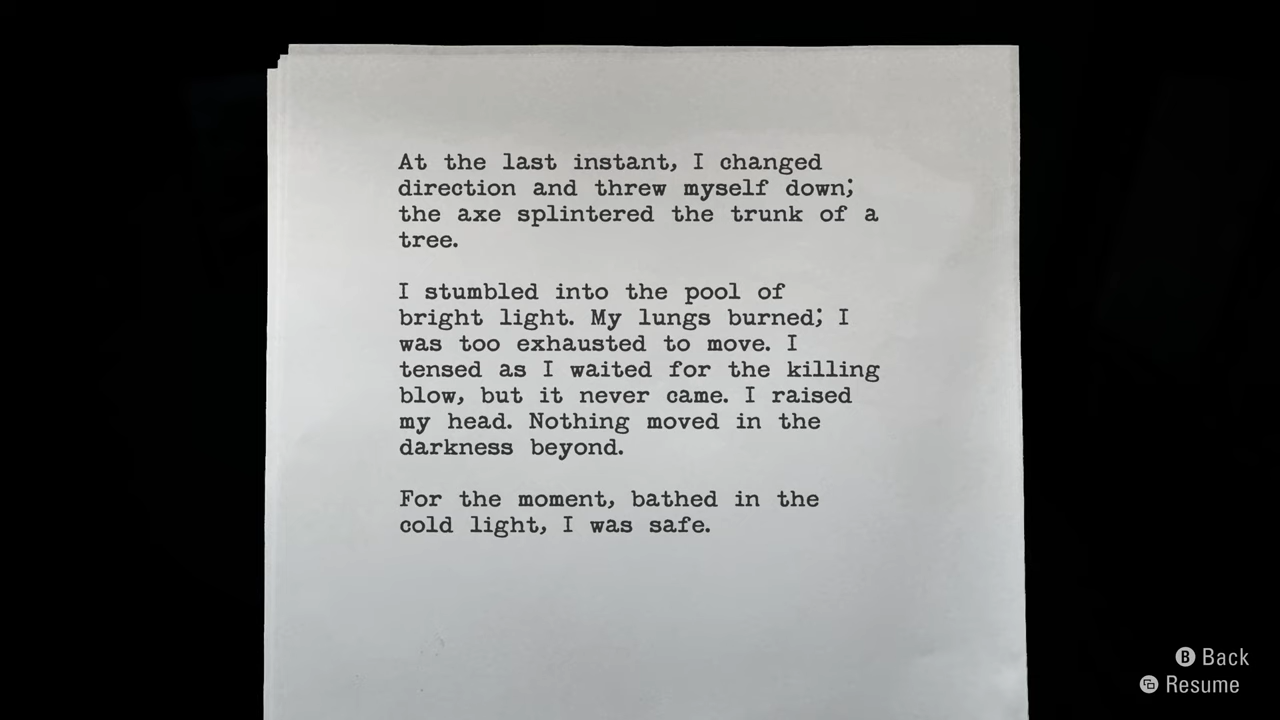 At the last instant, I changed
direction and threw myself down;
the axe splintered the trunk of a
tree.
I stumbled into the pool of
bright light. My lungs burned; I
was too exhausted to move. I
tensed as I waited for the killing
blow, but it never came. I raised
my head. Nothing moved in the
darkness beyond.
For the moment, bathed in the
cold light, I was safe.
B Back
Resume